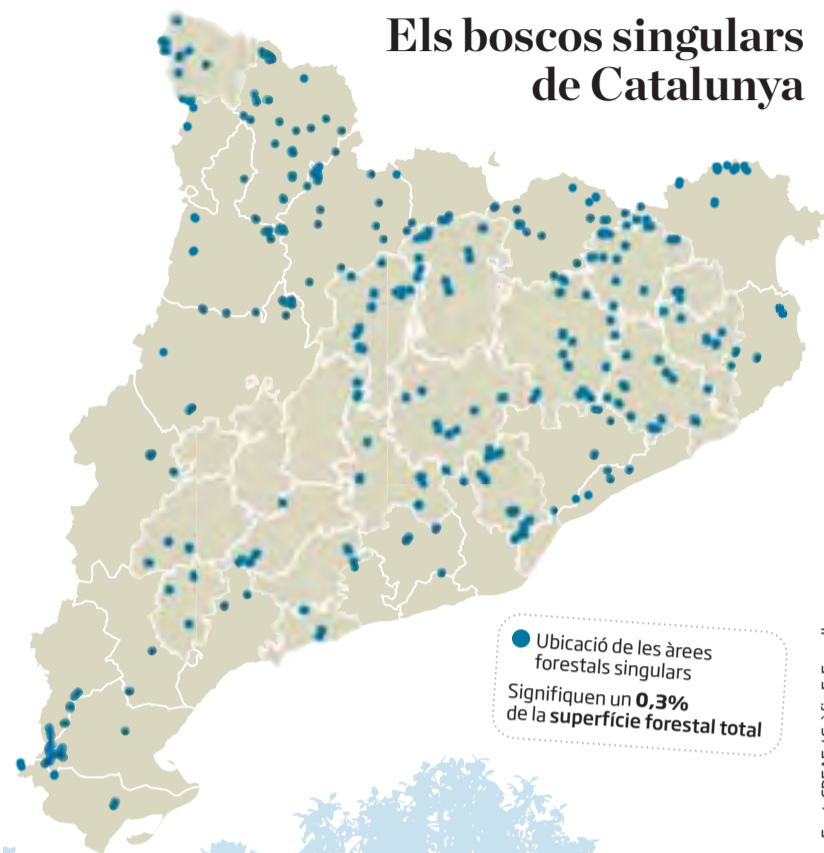 Els boscos singulars
de Catalunya
Ubicació de les àrees
forestals singulars
Signifiquen un 0,3%
de la superfície forestal total